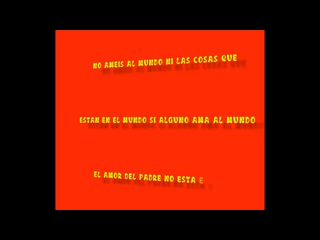 NO AMEIS AL MUNDO NI LAS COSAS QUE
ESTAN EN EL MUNDO SI ALGUNO AMA AL MUNDO
EL AMOR DEL PADRE NO ESTA E